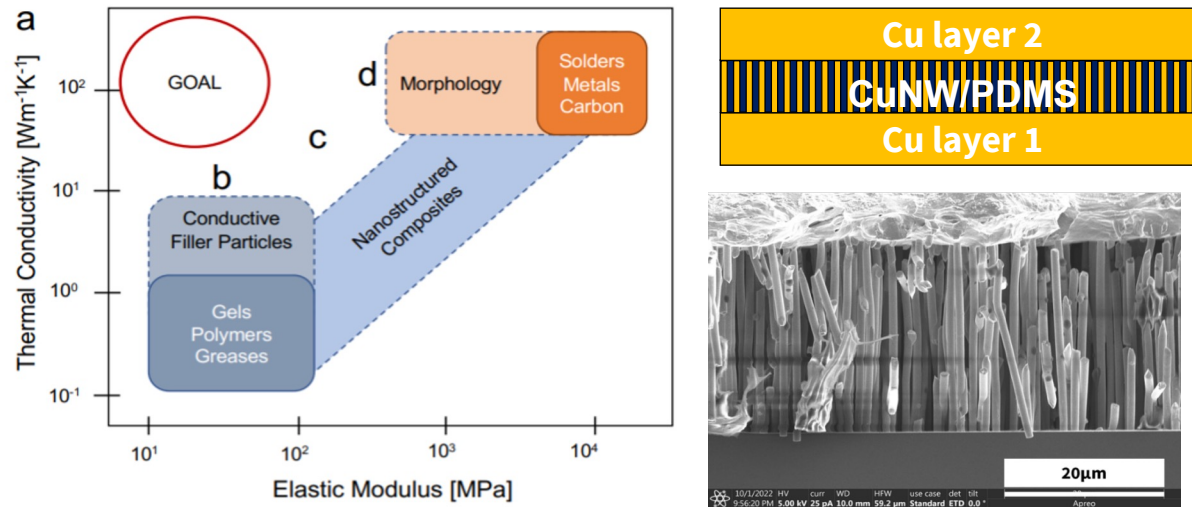 a
Thermal Conductivity [Wm⁻¹K⁻¹]
10²
10¹
10⁰
10⁻¹
GOAL
d
Morphology
Solders
Metals
Carbon
c
b
Conductive
Filler Particles
Nanostructured
Composites
Gels
Polymers
Greases
10¹
10²
10³
10⁴
Elastic Modulus [MPa]
Cu layer 2
CuNW/PDMS
Cu layer 1
20µm
10/1/2022 HV curr WD HFW use case det tilt
9:56:20 PM 5.00 kV 25 pA 10.0 mm 59.2 µm Standard ETD 0.0 °
Apreo